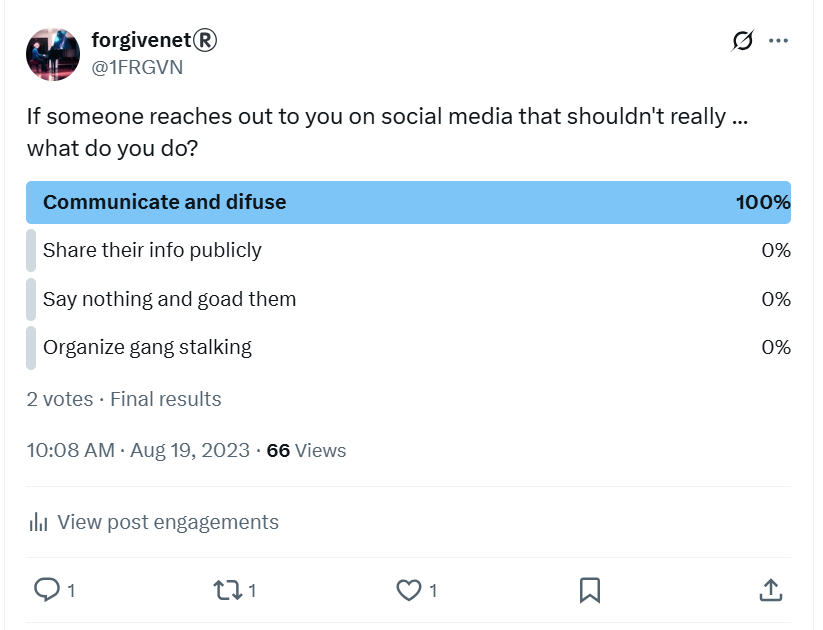 forgivenet®
@1FRGVN
If someone reaches out to you on social media that shouldn't really ...
what do you do?
Communicate and difuse 100%
Share their info publicly 0%
Say nothing and goad them 0%
Organize gang stalking 0%
2 votes · Final results
10:08 AM · Aug 19, 2023 · 66 Views
View post engagements
1 1 1